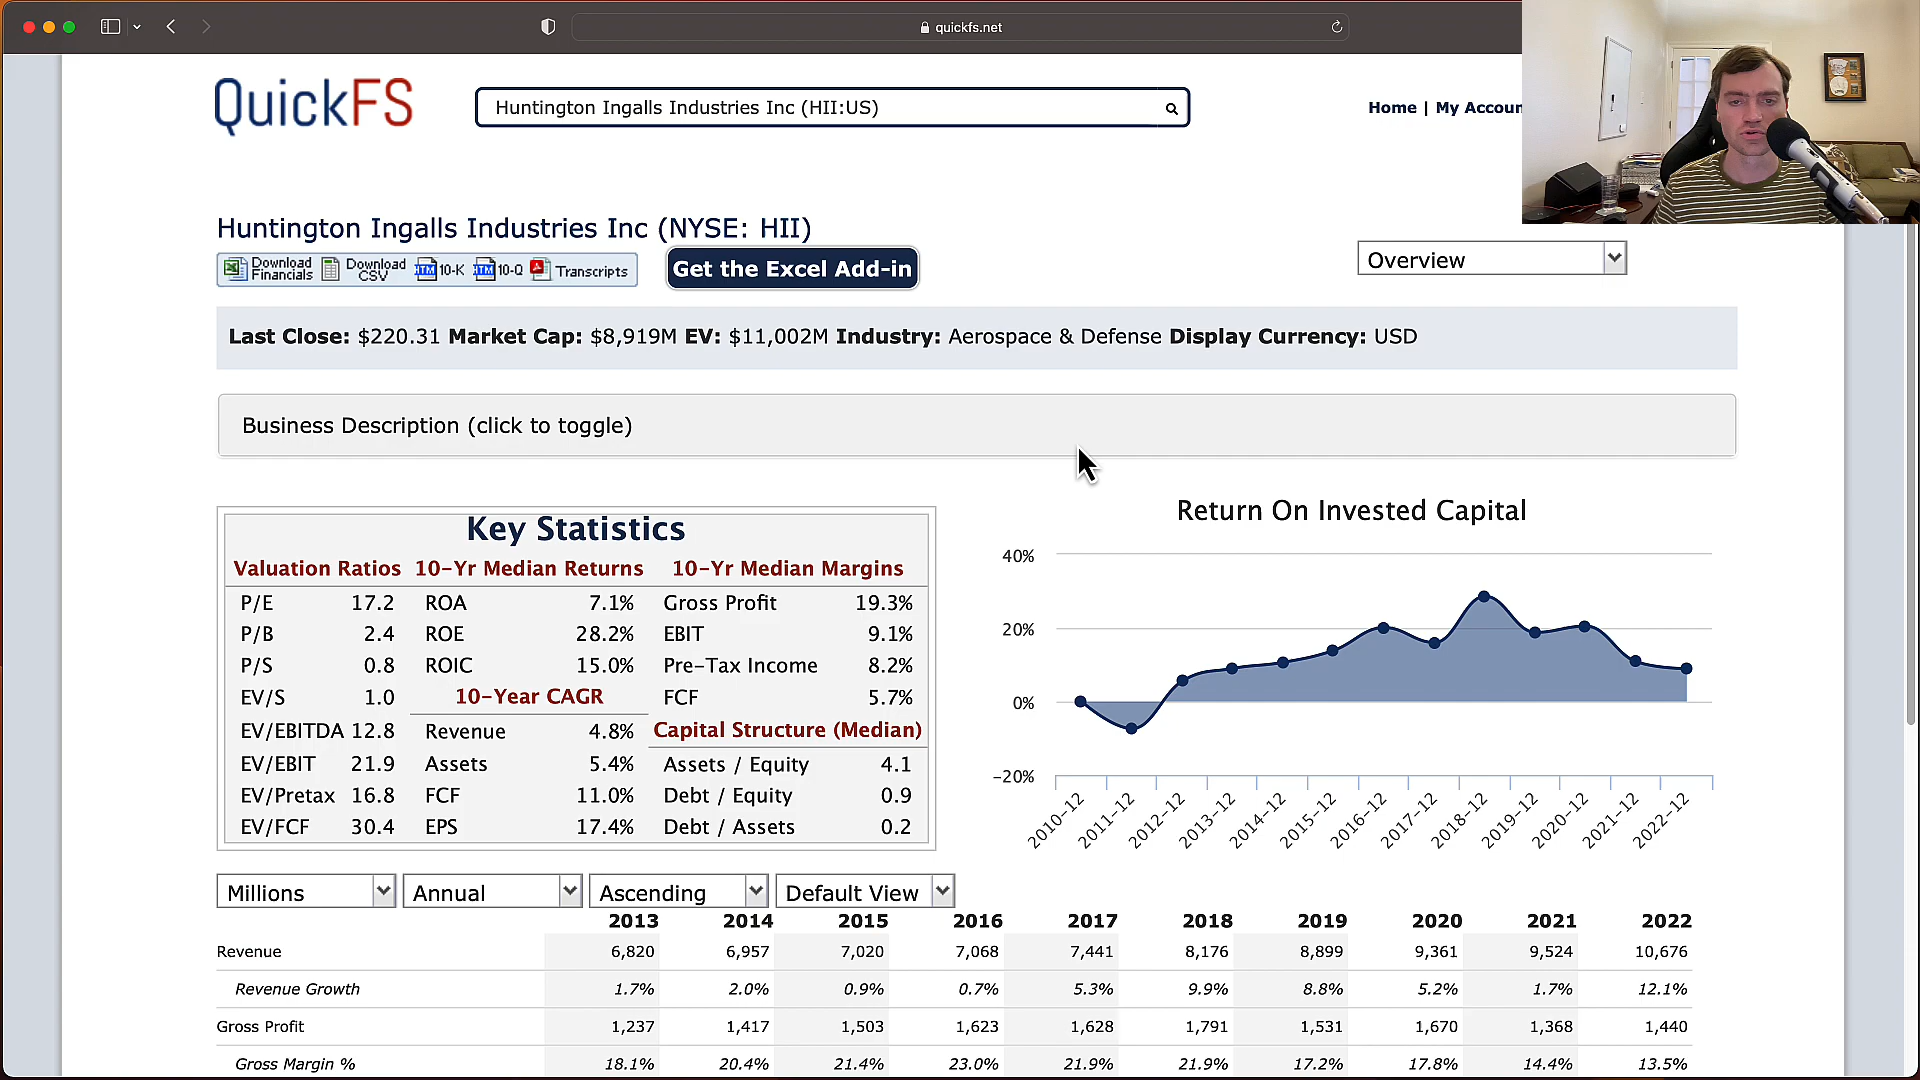 quickfs.net
QuickFS
Huntington Ingalls Industries Inc (HII:US)
Home | My Accoun
Huntington Ingalls Industries Inc (NYSE: HII)
Download Financials Download CSV 10-K 10-Q Transcripts
Get the Excel Add-in
Overview
Last Close: $220.31 Market Cap: $8,919M EV: $11,002M Industry: Aerospace & Defense Display Currency: USD
Business Description (click to toggle)
Key Statistics
Valuation Ratios 10-Yr Median Returns 10-Yr Median Margins
P/E 17.2 ROA 7.1% Gross Profit 19.3%
P/B 2.4 ROE 28.2% EBIT 9.1%
P/S 0.8 ROIC 15.0% Pre-Tax Income 8.2%
EV/S 1.0 10-Year CAGR FCF 5.7%
EV/EBITDA 12.8 Revenue 4.8% Capital Structure (Median)
EV/EBIT 21.9 Assets 5.4% Assets / Equity 4.1
EV/Pretax 16.8 FCF 11.0% Debt / Equity 0.9
EV/FCF 30.4 EPS 17.4% Debt / Assets 0.2
Return On Invested Capital
40%
20%
0%
-20%
2010-12 2011-12 2012-12 2013-12 2014-12 2015-12 2016-12 2017-12 2018-12 2019-12 2020-12 2021-12 2022-12
Millions Annual Ascending Default View
2013 2014 2015 2016 2017 2018 2019 2020 2021 2022
Revenue 6,820 6,957 7,020 7,068 7,441 8,176 8,899 9,361 9,524 10,676
Revenue Growth 1.7% 2.0% 0.9% 0.7% 5.3% 9.9% 8.8% 5.2% 1.7% 12.1%
Gross Profit 1,237 1,417 1,503 1,623 1,628 1,791 1,531 1,670 1,368 1,440
Gross Margin % 18.1% 20.4% 21.4% 23.0% 21.9% 21.9% 17.2% 17.8% 14.4% 13.5%